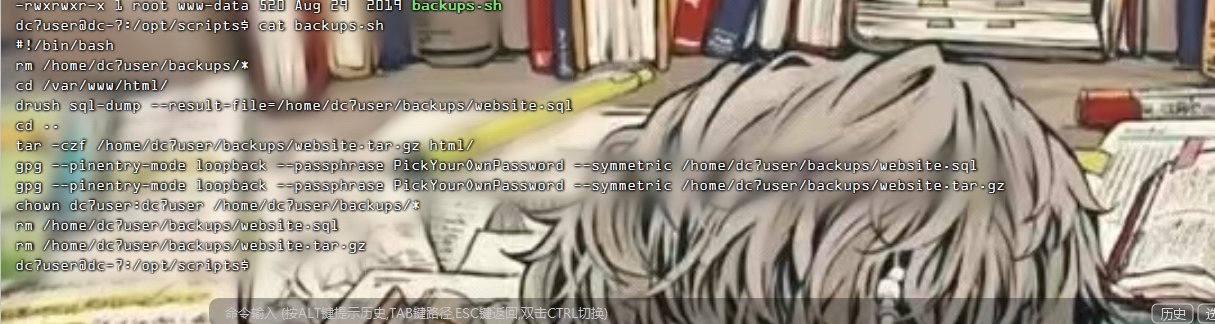 -rwxrwxr-x 1 root www-data 520 Aug 29 2019 backups.sh
dc7user@dc-7:/opt/scripts$ cat backups.sh
#!/bin/bash
rm /home/dc7user/backups/*
cd /var/www/html/
drush sql-dump --result-file=/home/dc7user/backups/website.sql
cd ..
tar -czf /home/dc7user/backups/website.tar.gz html/
gpg --pinentry-mode loopback --passphrase PickYourOwnPassword --symmetric /home/dc7user/backups/website.sql
gpg --pinentry-mode loopback --passphrase PickYourOwnPassword --symmetric /home/dc7user/backups/website.tar.gz
chown dc7user:dc7user /home/dc7user/backups/*
rm /home/dc7user/backups/website.sql
rm /home/dc7user/backups/website.tar.gz
dc7user@dc-7:/opt/scripts$
命令输入 (按ALT键提示历史,TAB键路径,ESC键返回,双击CTRL切换)
历史